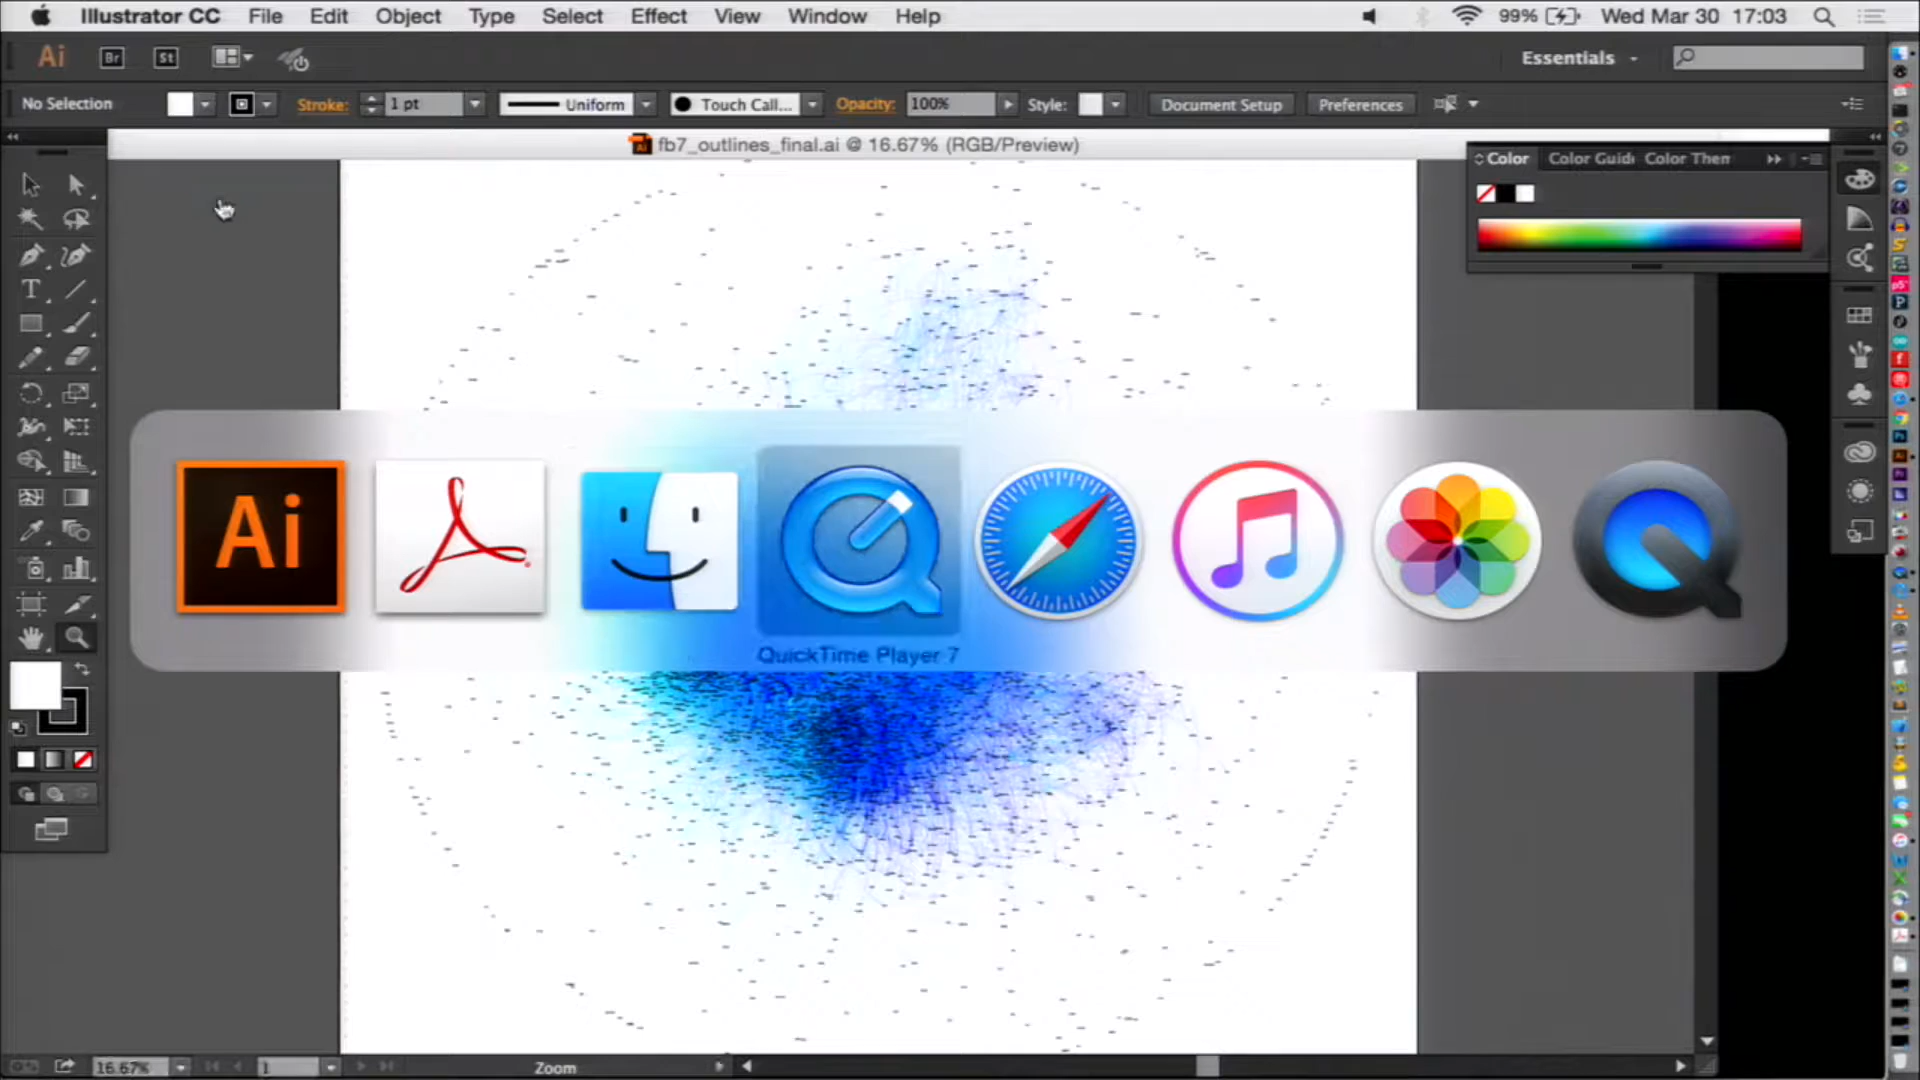 Illustrator CC File Edit Object Type Select Effect View Window Help 99% Wed Mar 30 17:03
Ai Br St Essentials
No Selection Stroke: 1 pt Uniform Touch Call... Opacity: 100% Style: Document Setup Preferences
fb7_outlines_final.ai @ 16.67% (RGB/Preview)
Color Color Guid Color Then
Ai
QuickTime Player 7
16.67% 1 Zoom